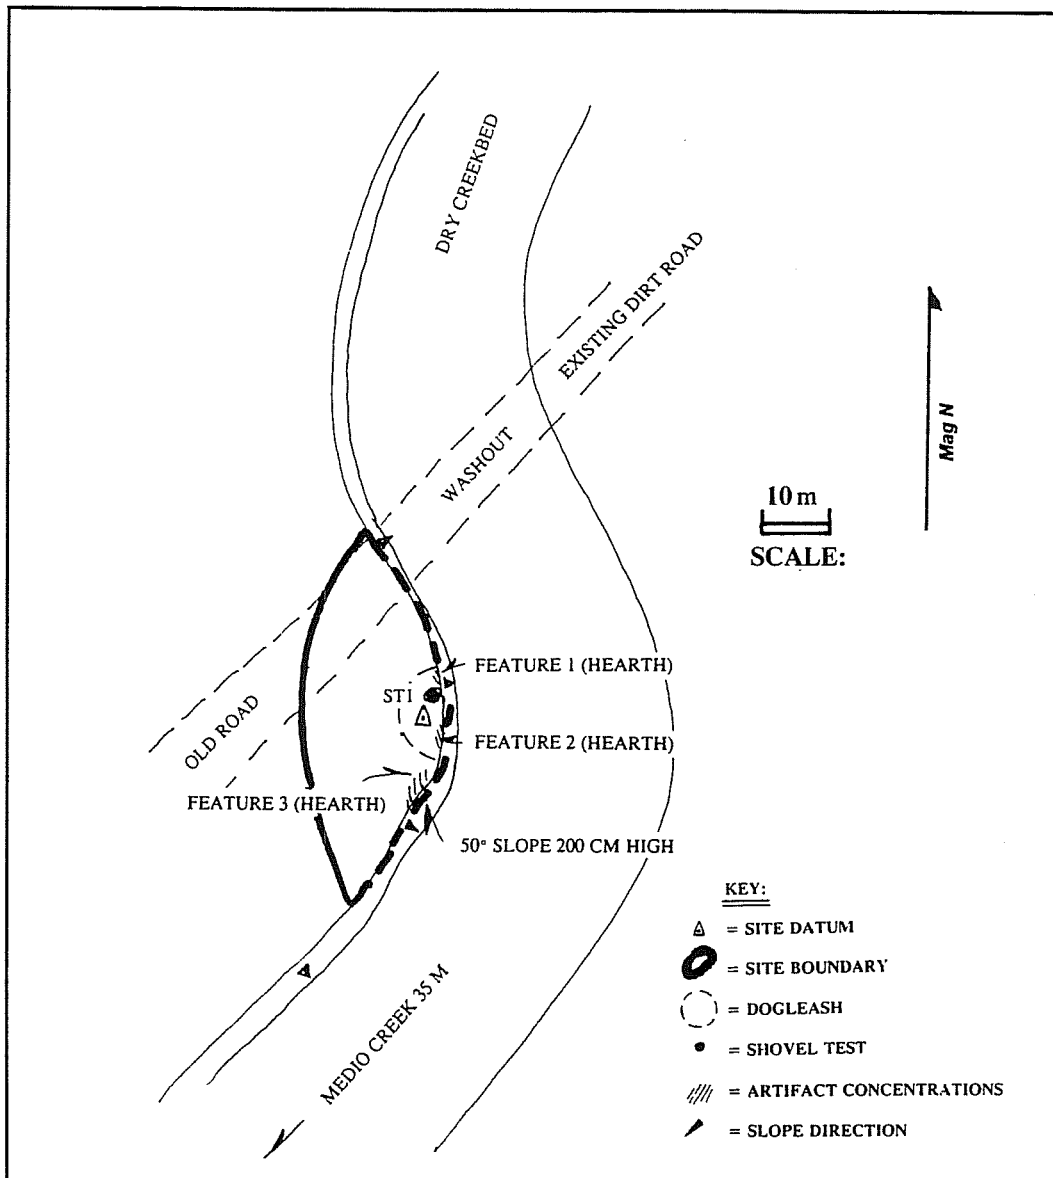 DRY CREEKBED
EXISTING DIRT ROAD
WASHOUT
Mag N
10 m
SCALE:
FEATURE 1 (HEARTH)
ST1
OLD ROAD
FEATURE 2 (HEARTH)
FEATURE 3 (HEARTH)
50° SLOPE 200 CM HIGH
MEDIO CREEK 35 M
KEY:
= SITE DATUM
= SITE BOUNDARY
= DOGLEASH
= SHOVEL TEST
= ARTIFACT CONCENTRATIONS
= SLOPE DIRECTION